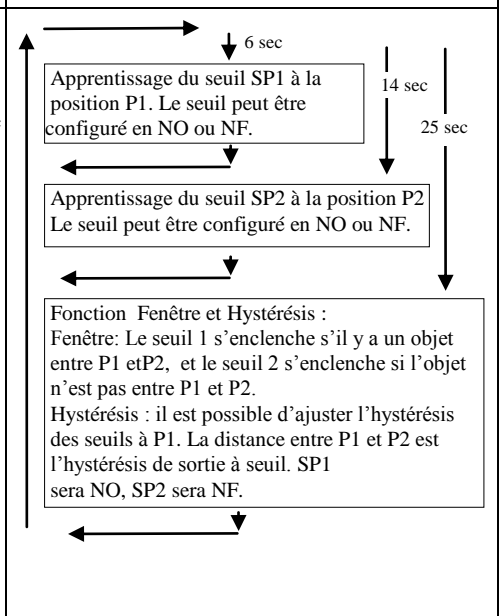 6 sec
Apprentissage du seuil SP1 à la
position P1. Le seuil peut être
configuré en NO ou NF.
14 sec
25 sec
Apprentissage du seuil SP2 à la position P2
Le seuil peut être configuré en NO ou NF.
Fonction Fenêtre et Hystérésis :
Fenêtre: Le seuil 1 s’enclenche s’il y a un objet
entre P1 etP2, et le seuil 2 s’enclenche si l’objet
n’est pas entre P1 et P2.
Hystérésis : il est possible d’ajuster l’hystérésis
des seuils à P1. La distance entre P1 et P2 est
l’hystérésis de sortie à seuil. SP1
sera NO, SP2 sera NF.